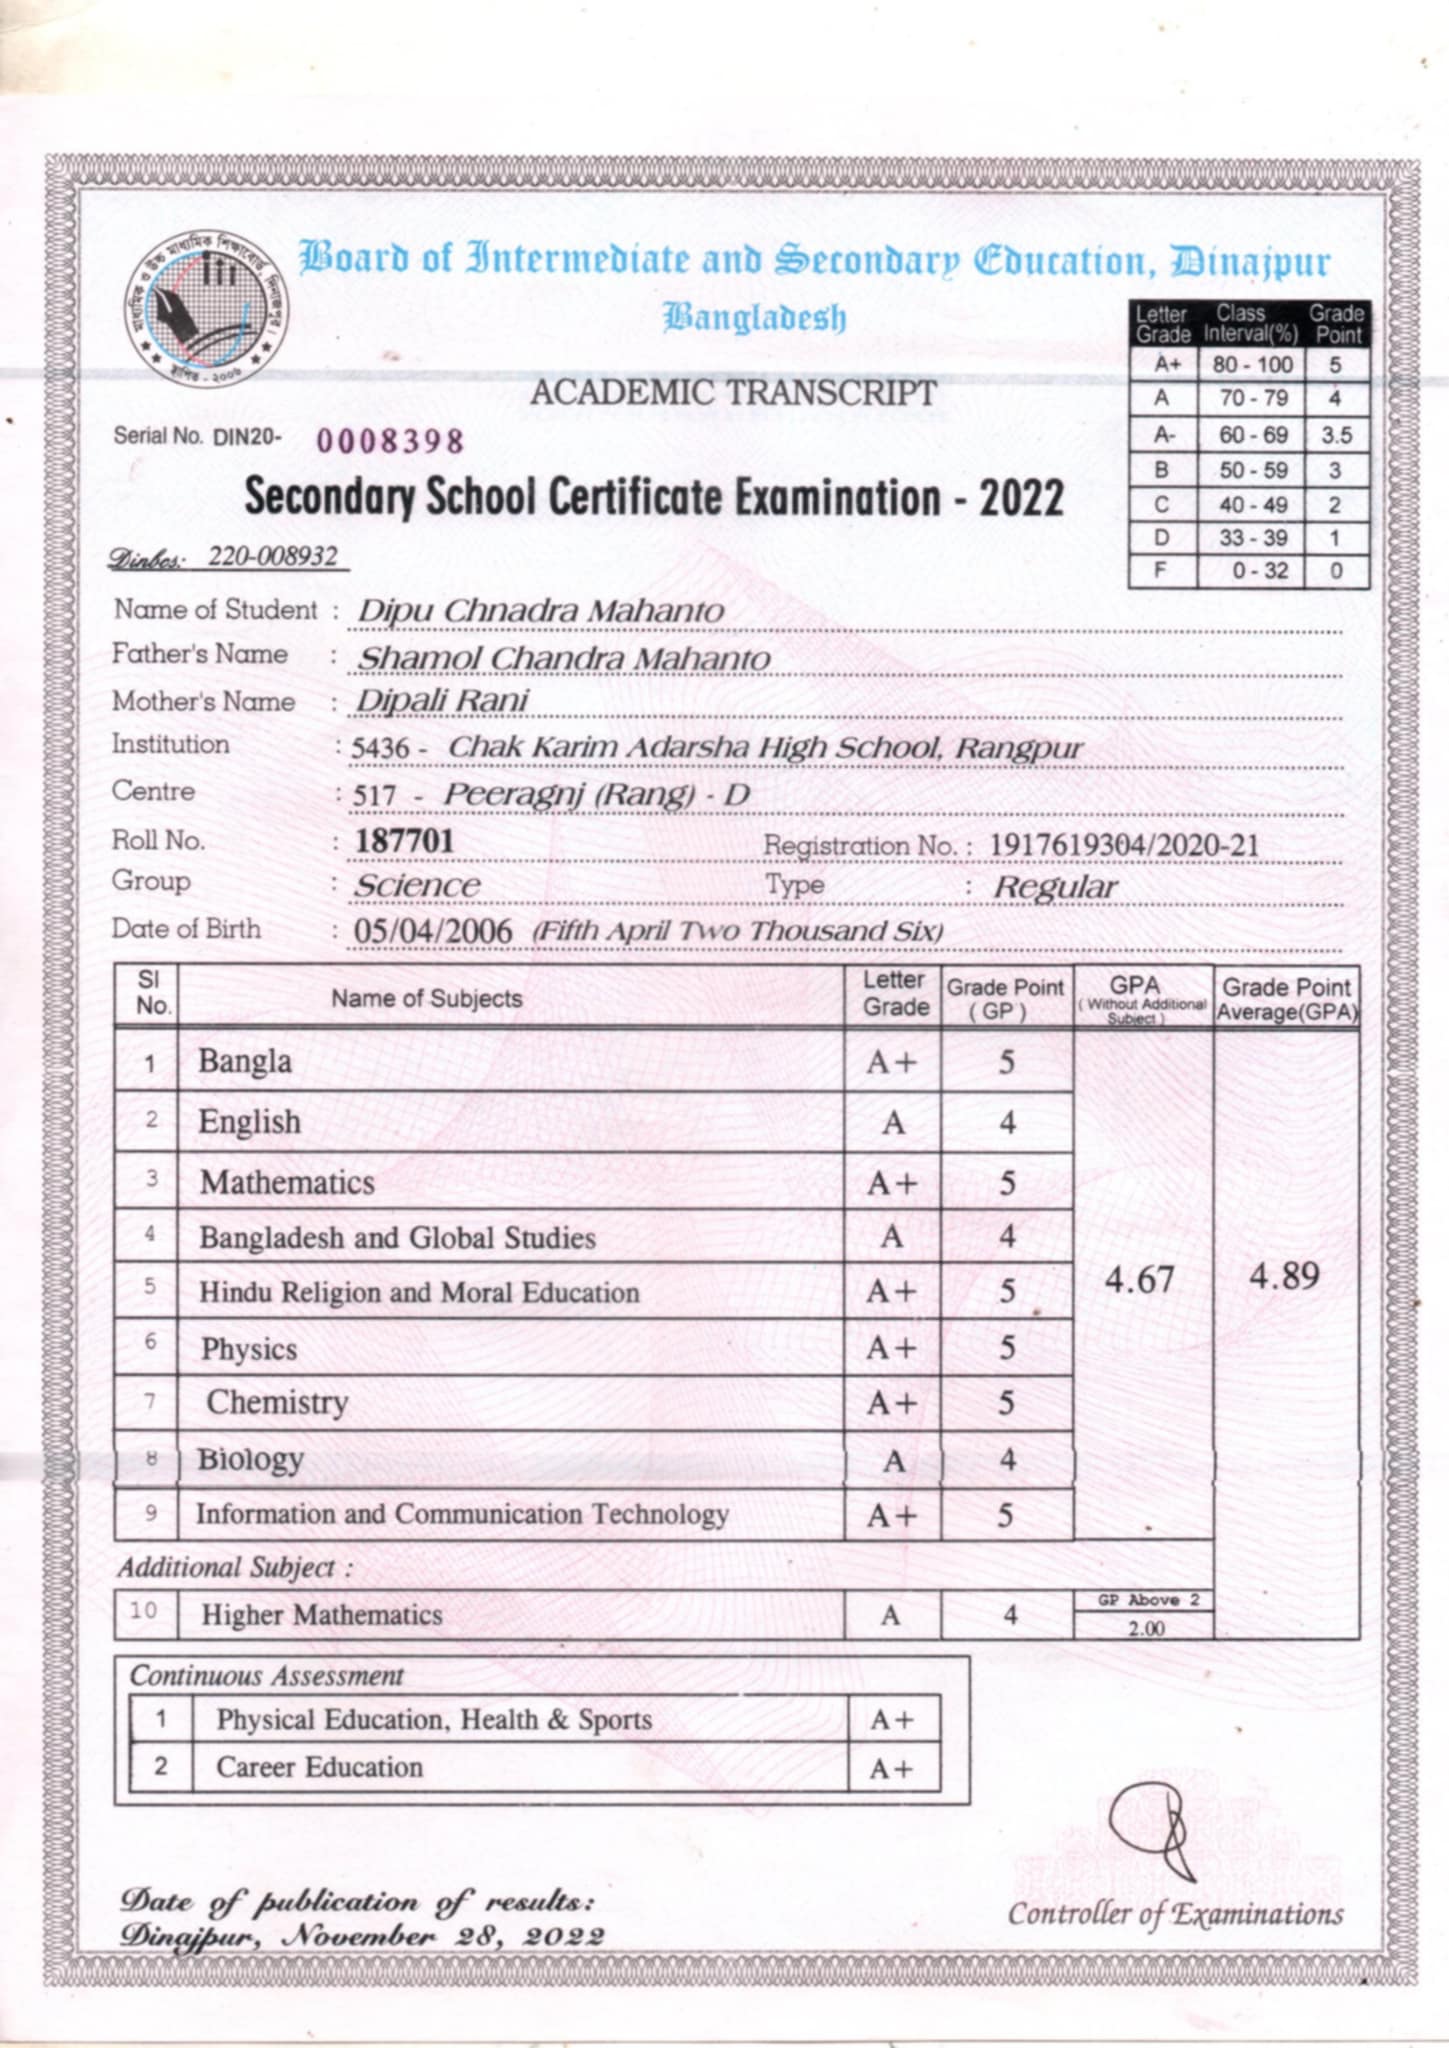 মাধ্যমিক ও উচ্চ মাধ্যমিক শিক্ষাবোর্ড, দিনাজপুর।
স্থাপিত - ২০০৬
Board of Intermediate and Secondary Education, Dinajpur
Bangladesh
ACADEMIC TRANSCRIPT
Letter Grade Class Interval(%) Grade Point
A+ 80 - 100 5
A 70 - 79 4
A- 60 - 69 3.5
B 50 - 59 3
C 40 - 49 2
D 33 - 39 1
F 0 - 32 0
Serial No. DIN20- 0008398
Secondary School Certificate Examination - 2022
Dinbes: 220-008932
Name of Student : Dipu Chnadra Mahanto
Father's Name : Shamol Chandra Mahanto
Mother's Name : Dipali Rani
Institution : 5436 - Chak Karim Adarsha High School, Rangpur
Centre : 517 - Peeragnj (Rang) - D
Roll No. : 187701 Registration No. : 1917619304/2020-21
Group : Science Type : Regular
Date of Birth : 05/04/2006 (Fifth April Two Thousand Six)
Sl No. Name of Subjects Letter Grade Grade Point ( GP ) GPA ( Without Additional Subject ) Grade Point Average(GPA)
1 Bangla A+ 5
2 English A 4
3 Mathematics A+ 5
4 Bangladesh and Global Studies A 4
5 Hindu Religion and Moral Education A+ 5 4.67 4.89
6 Physics A+ 5
7 Chemistry A+ 5
8 Biology A 4
9 Information and Communication Technology A+ 5
Additional Subject :
10 Higher Mathematics A 4 GP Above 2
2.00
Continuous Assessment
1 Physical Education, Health & Sports A+
2 Career Education A+
Date of publication of results:
Dinajpur, November 28, 2022
Controller of Examinations